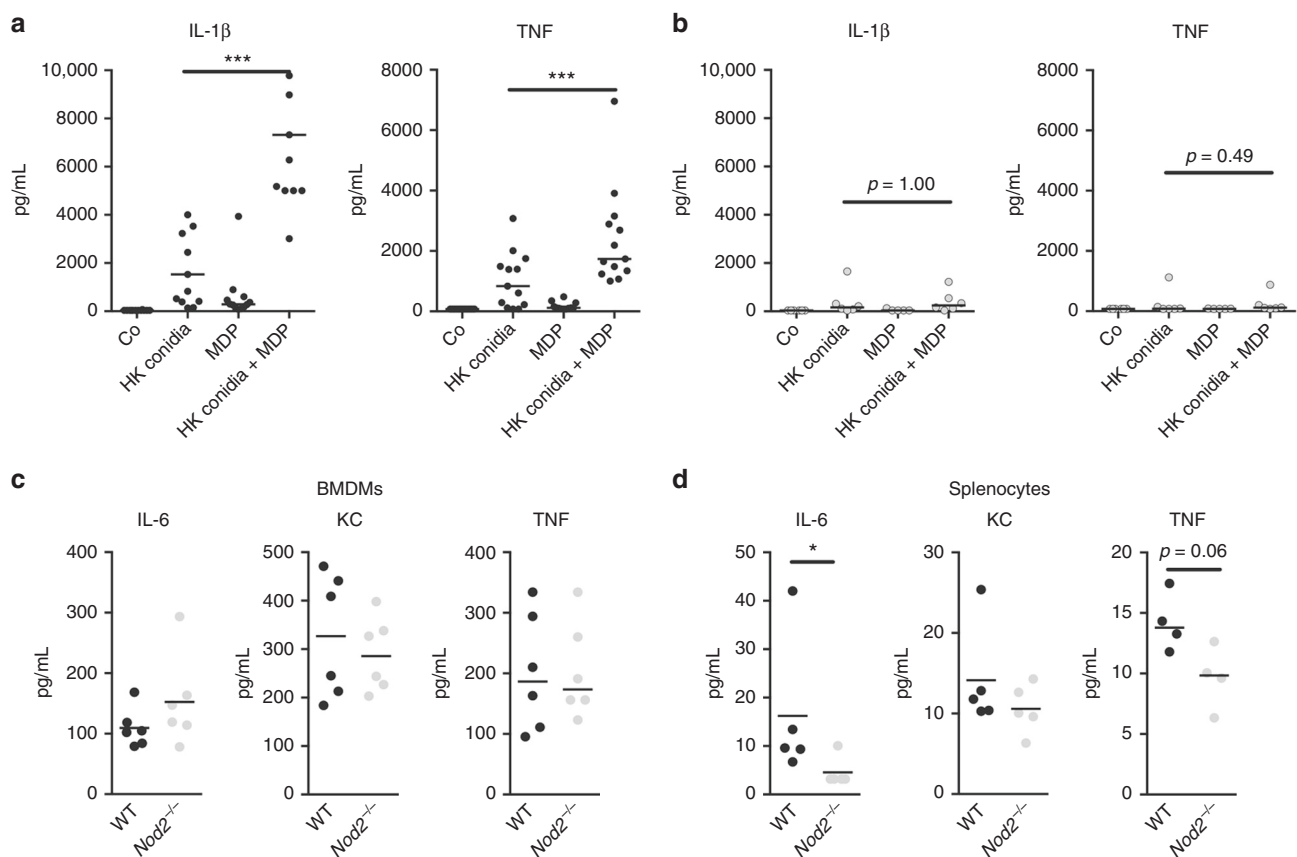 a
IL-1β
pg/mL
10,000
8000
6000
4000
2000
0
***
Co
HK conidia
MDP
HK conidia + MDP
TNF
pg/mL
8000
6000
4000
2000
0
***
Co
HK conidia
MDP
HK conidia + MDP
b
IL-1β
pg/mL
10,000
8000
6000
4000
2000
0
p = 1.00
Co
HK conidia
MDP
HK conidia + MDP
TNF
pg/mL
8000
6000
4000
2000
0
p = 0.49
Co
HK conidia
MDP
HK conidia + MDP
c
BMDMs
IL-6
pg/mL
400
300
200
100
0
WT
Nod2⁻/⁻
KC
pg/mL
500
400
300
200
100
0
WT
Nod2⁻/⁻
TNF
pg/mL
400
300
200
100
0
WT
Nod2⁻/⁻
d
Splenocytes
IL-6
pg/mL
50
40
30
20
10
0
*
WT
Nod2⁻/⁻
KC
pg/mL
30
20
10
0
WT
Nod2⁻/⁻
TNF
pg/mL
20
15
10
5
0
p = 0.06
WT
Nod2⁻/⁻